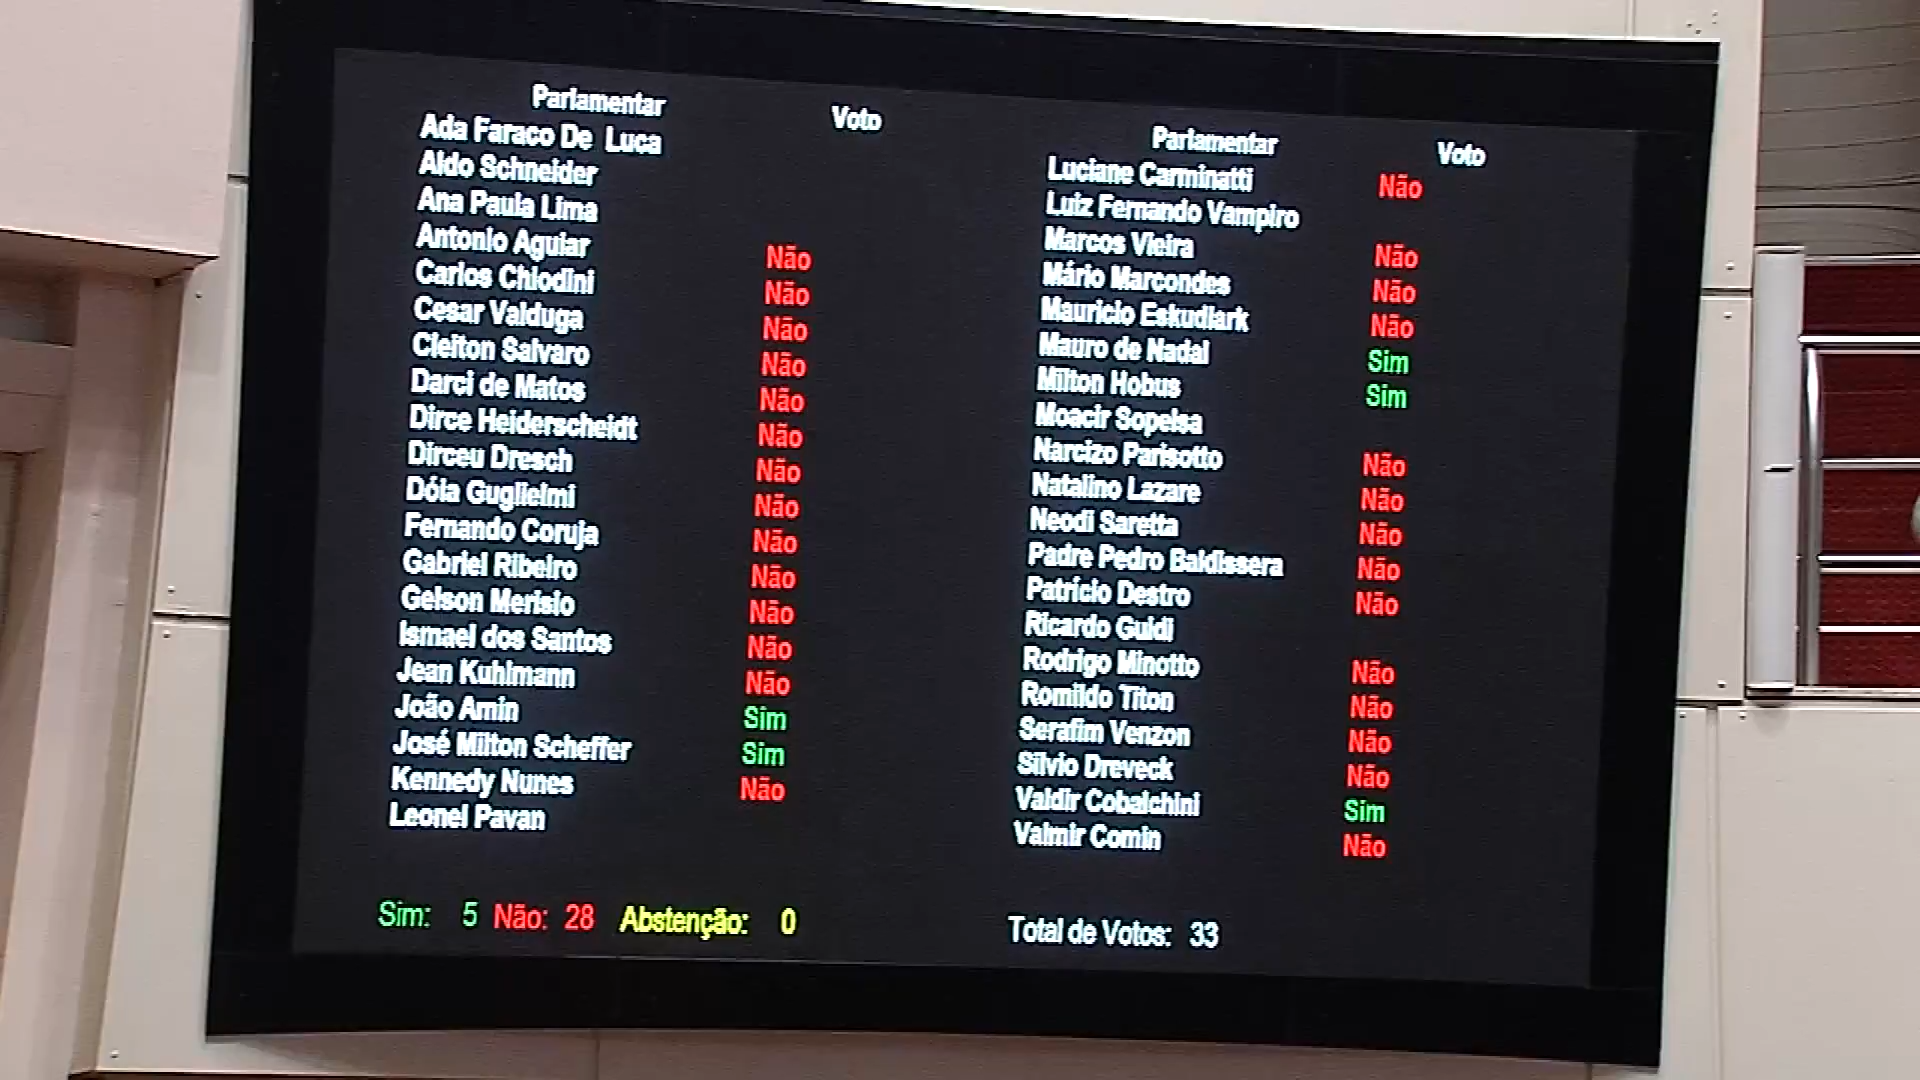 Parlamentar Voto
Ada Faraco De Luca
Aldo Schneider
Ana Paula Lima
Antonio Aguiar Não
Carlos Chiodini Não
Cesar Valduga Não
Cleiton Salvaro Não
Darci de Matos Não
Dirce Heiderscheidt Não
Dirceu Dresch Não
Dóia Guglielmi Não
Fernando Coruja Não
Gabriel Ribeiro Não
Gelson Merisio Não
Ismael dos Santos Não
Jean Kuhlmann Não
João Amin Sim
José Milton Scheffer Sim
Kennedy Nunes Não
Leonel Pavan
Parlamentar Voto
Luciane Carminatti Não
Luiz Fernando Vampiro
Marcos Vieira Não
Mário Marcondes Não
Mauricio Eskudlark Não
Mauro de Nadal Sim
Milton Hobus Sim
Moacir Sopelsa
Narcizo Parisotto Não
Natalino Lazare Não
Neodi Saretta Não
Padre Pedro Baldissera Não
Patrício Destro Não
Ricardo Guidi
Rodrigo Minotto Não
Romildo Titon Não
Serafim Venzon Não
Silvio Dreveck Não
Valdir Cobalchini Sim
Valmir Comin Não
Sim: 5 Não: 28 Abstenção: 0 Total de Votos: 33